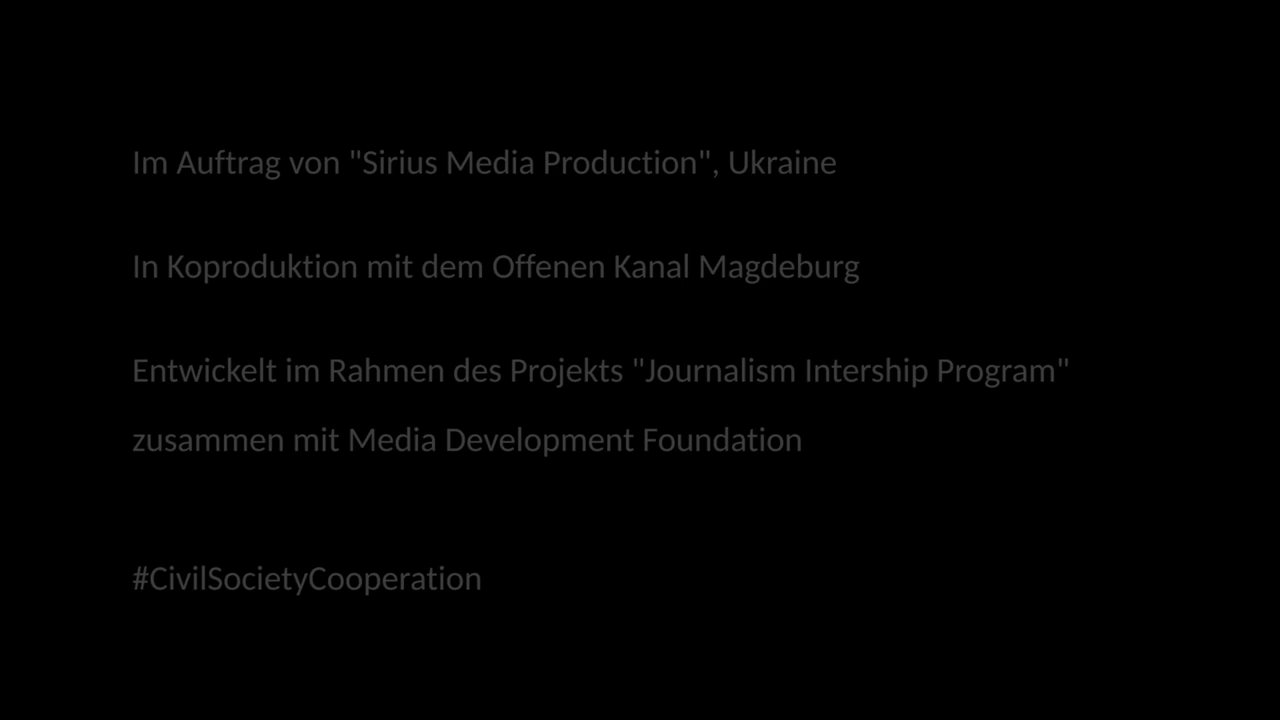 Im Auftrag von "Sirius Media Production", Ukraine
In Koproduktion mit dem Offenen Kanal Magdeburg
Entwickelt im Rahmen des Projekts "Journalism Intership Program"
zusammen mit Media Development Foundation
#CivilSocietyCooperation